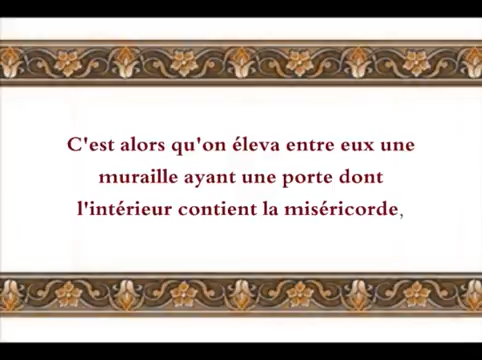 C'est alors qu'on éleva entre eux une
muraille ayant une porte dont
l'intérieur contient la miséricorde,